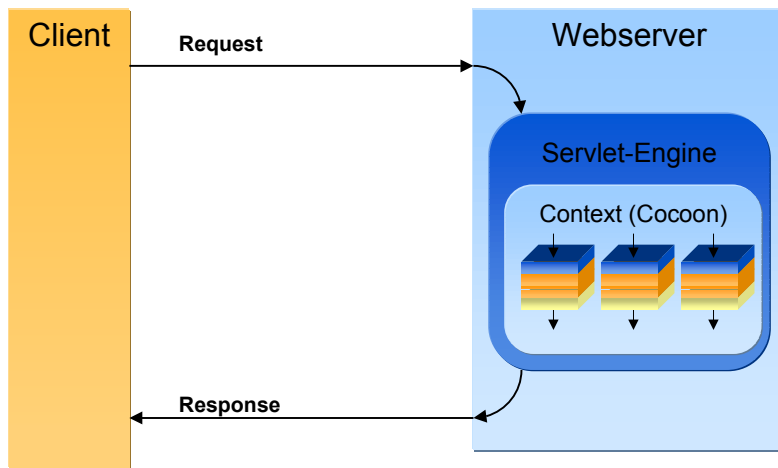 Client
Webserver
Request
Servlet-Engine
Context (Cocoon)
Response